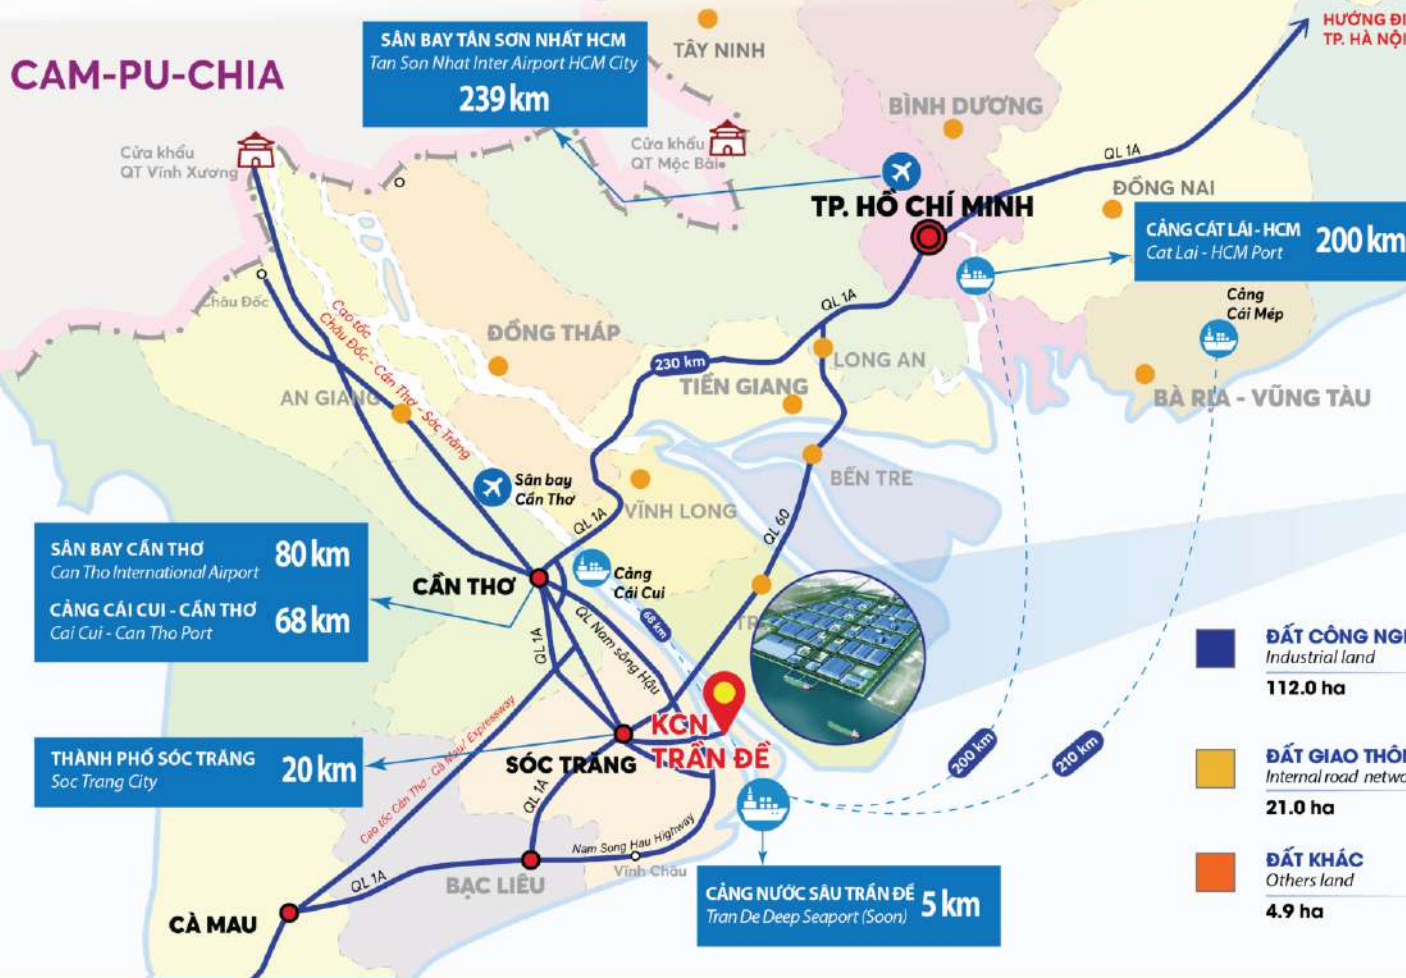 HƯỚNG ĐI
TP. HÀ NỘI
SÂN BAY TÂN SƠN NHẤT HCM
Tan Son Nhat Inter Airport HCM City
239 km
TÂY NINH
CAM-PU-CHIA
BÌNH DƯƠNG
Cửa khẩu
QT Vĩnh Xương
Cửa khẩu
QT Mộc Bài
QL 1A
ĐỒNG NAI
TP. HỒ CHÍ MINH
CẢNG CÁT LÁI - HCM
Cat Lai - HCM Port
200 km
Châu Đốc
Cao tốc
Châu Đốc - Cần Thơ - Sóc Trăng
QL 1A
Cảng
Cái Mép
ĐỒNG THÁP
230 km
LONG AN
TIỀN GIANG
AN GIANG
BÀ RỊA - VŨNG TÀU
Sân bay
Cần Thơ
BẾN TRE
VĨNH LONG
QL 1A
QL 60
SÂN BAY CẦN THƠ
Can Tho International Airport
80 km
CẢNG CÁI CUI - CẦN THƠ
Cai Cui - Can Tho Port
68 km
CẦN THƠ
Cảng
Cái Cui
68 km
QL 1A
QL Nam sông Hậu
ĐẤT CÔNG
Industrial land
112.0 ha
Cao tốc Cần Thơ - Cà Mau/ Expressway
KCN
TRẦN ĐỀ
SÓC TRĂNG
THÀNH PHỐ SÓC TRĂNG
Soc Trang City
20 km
200 km
210 km
ĐẤT GIAO
Internal road
21.0 ha
QL 1A
Nam Song Hau Highway
Vĩnh Châu
BẠC LIÊU
QL 1A
CÀ MAU
CẢNG NƯỚC SÂU TRẦN ĐỀ
Tran De Deep Seaport (Soon)
5 km
ĐẤT KHÁC
Others land
4.9 ha